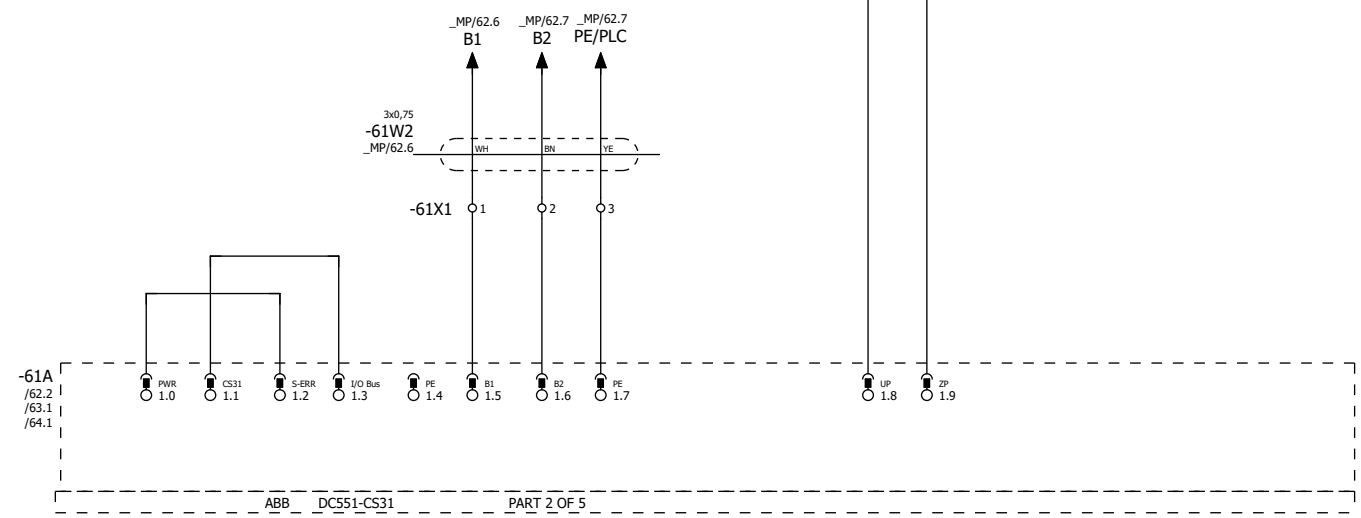 _MP/62.6 _MP/62.7 _MP/62.7
B1 B2 PE/PLC
3x0,75
-61W2
_MP/62.6 WH BN YE
-61X1 1 2 3
-61A
/62.2
/63.1
/64.1
PWR CS31 S-ERR I/O Bus PE B1 B2 PE UP ZP
1.0 1.1 1.2 1.3 1.4 1.5 1.6 1.7 1.8 1.9
ABB DC551-CS31 PART 2 OF 5